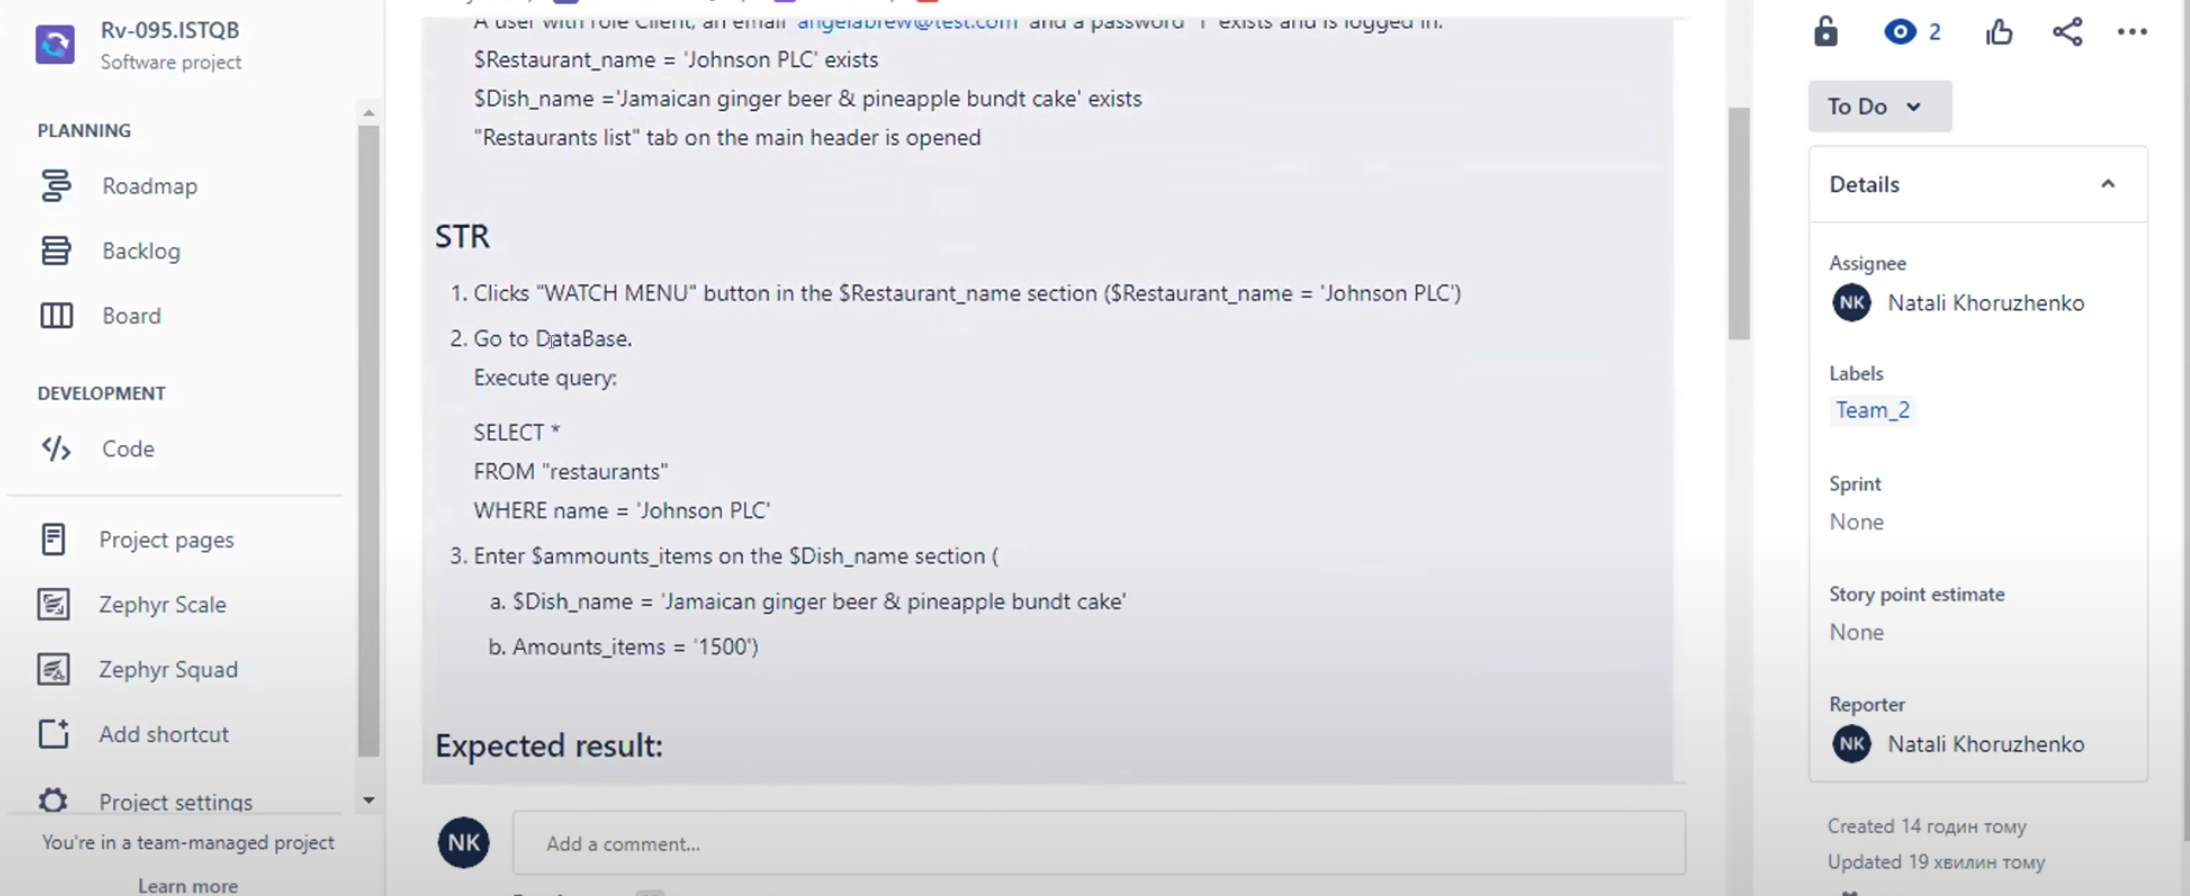 Rv-095.ISTQB
Software project
PLANNING
Roadmap
Backlog
Board
DEVELOPMENT
Code
Project pages
Zephyr Scale
Zephyr Squad
Add shortcut
Project settings
You're in a team-managed project
Learn more
A user with role Client, an email 'angelabrew@test.com' and a password '1' exists and is logged in.
$Restaurant_name = 'Johnson PLC' exists
$Dish_name ='Jamaican ginger beer & pineapple bundt cake' exists
"Restaurants list" tab on the main header is opened
STR
1. Clicks "WATCH MENU" button in the $Restaurant_name section ($Restaurant_name = 'Johnson PLC')
2. Go to DataBase.
Execute query:
SELECT *
FROM "restaurants"
WHERE name = 'Johnson PLC'
3. Enter $ammounts_items on the $Dish_name section (
a. $Dish_name = 'Jamaican ginger beer & pineapple bundt cake'
b. Amounts_items = '1500')
Expected result:
NK
Add a comment...
2
To Do
Details
Assignee
NK Natali Khoruzhenko
Labels
Team_2
Sprint
None
Story point estimate
None
Reporter
NK Natali Khoruzhenko
Created 14 годин тому
Updated 19 хвилин тому